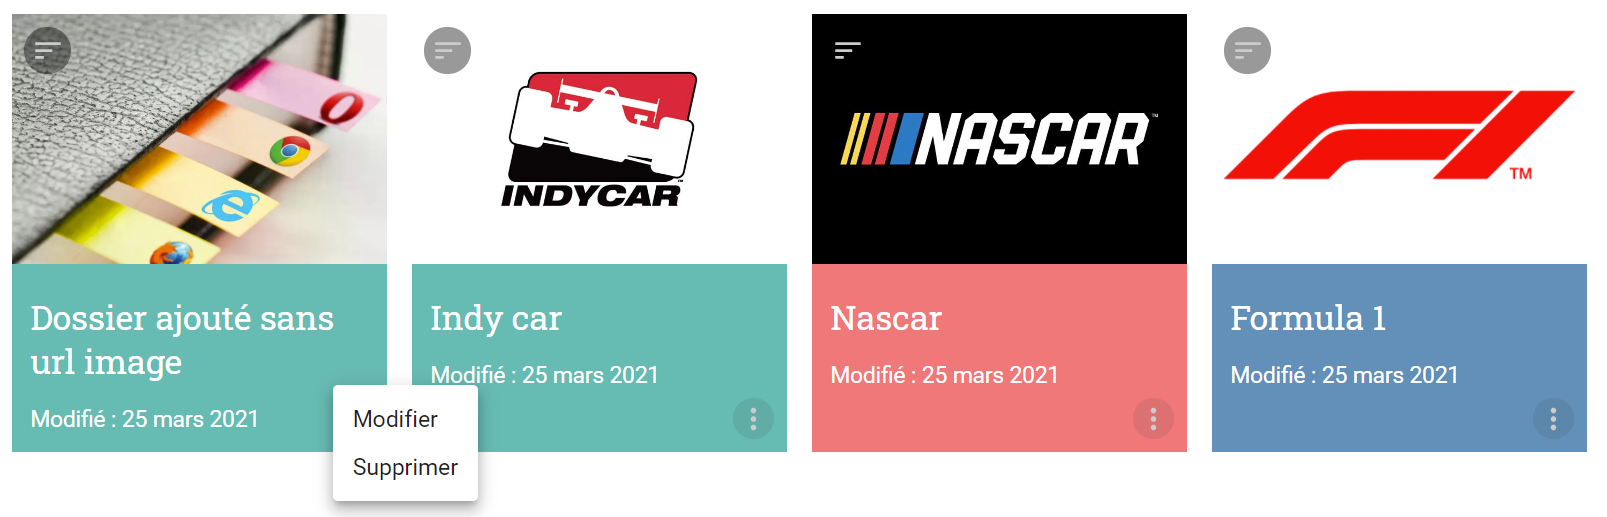 INDYCAR
NASCAR
TM
Dossier ajouté sans
url image
Modifié : 25 mars 2021
Indy car
Modifié : 25 mars 2021
Nascar
Modifié : 25 mars 2021
Formula 1
Modifié : 25 mars 2021
Modifier
Supprimer